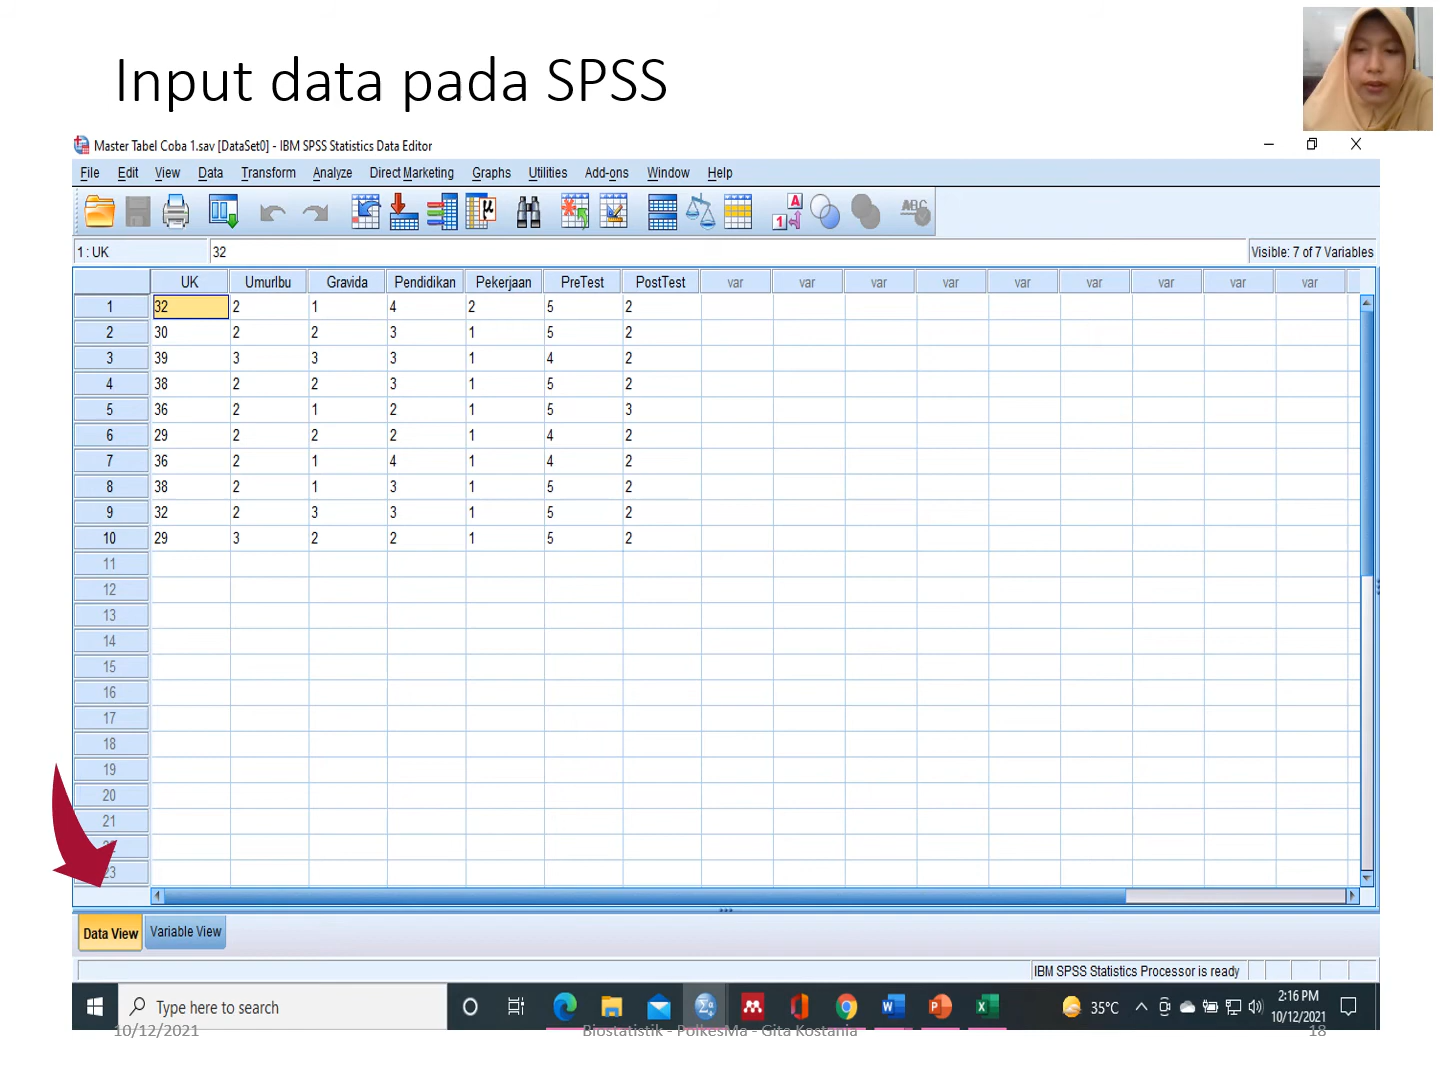 Input data pada SPSS
Master Tabel Coba 1.sav [DataSet0] - IBM SPSS Statistics Data Editor
File Edit View Data Transform Analyze Direct Marketing Graphs Utilities Add-ons Window Help
1 : UK 32 Visible: 7 of 7 Variables
UK UmurIbu Gravida Pendidikan Pekerjaan PreTest PostTest var var var var var var var var var
1 32 2 1 4 2 5 2
2 30 2 2 3 1 5 2
3 39 3 3 3 1 4 2
4 38 2 2 3 1 5 2
5 36 2 1 2 1 5 3
6 29 2 2 2 1 4 2
7 36 2 1 4 1 4 2
8 38 2 1 3 1 5 2
9 32 2 3 3 1 5 2
10 29 3 2 2 1 5 2
11
12
13
14
15
16
17
18
19
20
21
Data View Variable View
IBM SPSS Statistics Processor is ready
Type here to search 35°C 2:16 PM
10/12/2021
10/12/2021 Biostatistik - PolkesMa - Gita Kostania 18